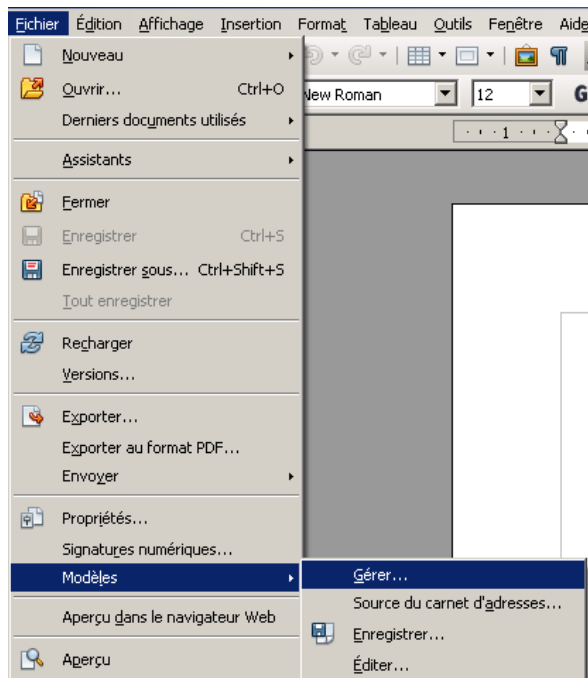 Fichier Édition Affichage Insertion Format Tableau Outils Fenêtre Aide
Nouveau
Ouvrir... Ctrl+O
New Roman 12 G
Derniers documents utilisés
1
Assistants
Fermer
Enregistrer Ctrl+S
Enregistrer sous... Ctrl+Shift+S
Tout enregistrer
Recharger
Versions...
Exporter...
Exporter au format PDF...
Envoyer
Propriétés...
Signatures numériques...
Modèles
Gérer...
Source du carnet d'adresses...
Aperçu dans le navigateur Web
Enregistrer...
Aperçu
Éditer...